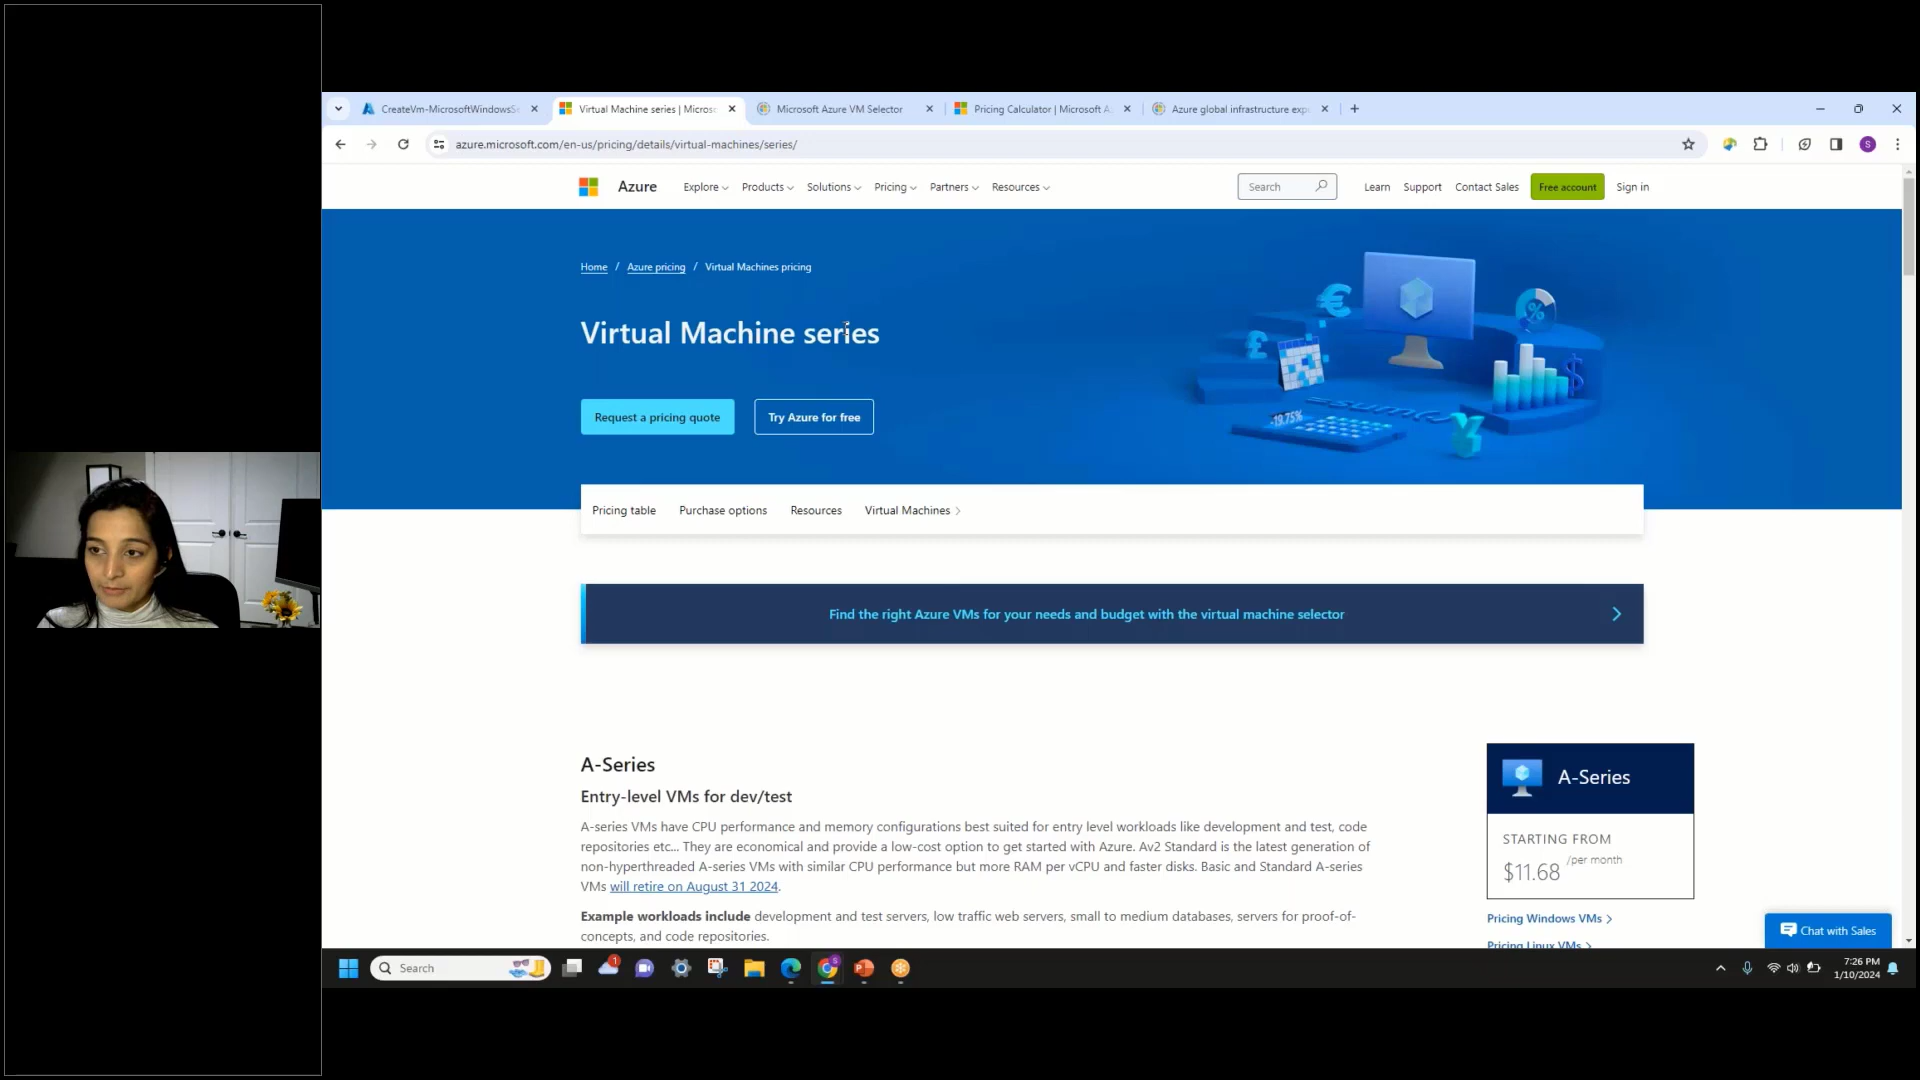 CreateVm-MicrosoftWindowsSe
Virtual Machine series | Microso
Microsoft Azure VM Selector
Pricing Calculator | Microsoft A
Azure global infrastructure expe
azure.microsoft.com/en-us/pricing/details/virtual-machines/series/
S
Azure
Explore
Products
Solutions
Pricing
Partners
Resources
Search
Learn
Support
Contact Sales
Free account
Sign in
Home / Azure pricing / Virtual Machines pricing
Virtual Machine series
Request a pricing quote
Try Azure for free
-19.75%
=sum(
Pricing table
Purchase options
Resources
Virtual Machines
Find the right Azure VMs for your needs and budget with the virtual machine selector
A-Series
Entry-level VMs for dev/test
A-series VMs have CPU performance and memory configurations best suited for entry level workloads like development and test, code
repositories etc... They are economical and provide a low-cost option to get started with Azure. Av2 Standard is the latest generation of
non-hyperthreaded A-series VMs with similar CPU performance but more RAM per vCPU and faster disks. Basic and Standard A-series
VMs will retire on August 31 2024.
Example workloads include development and test servers, low traffic web servers, small to medium databases, servers for proof-of-
concepts, and code repositories.
A-Series
STARTING FROM
$11.68 /per month
Pricing Windows VMs
Pricing Linux VMs
Chat with Sales
Search
1
7:26 PM
1/10/2024